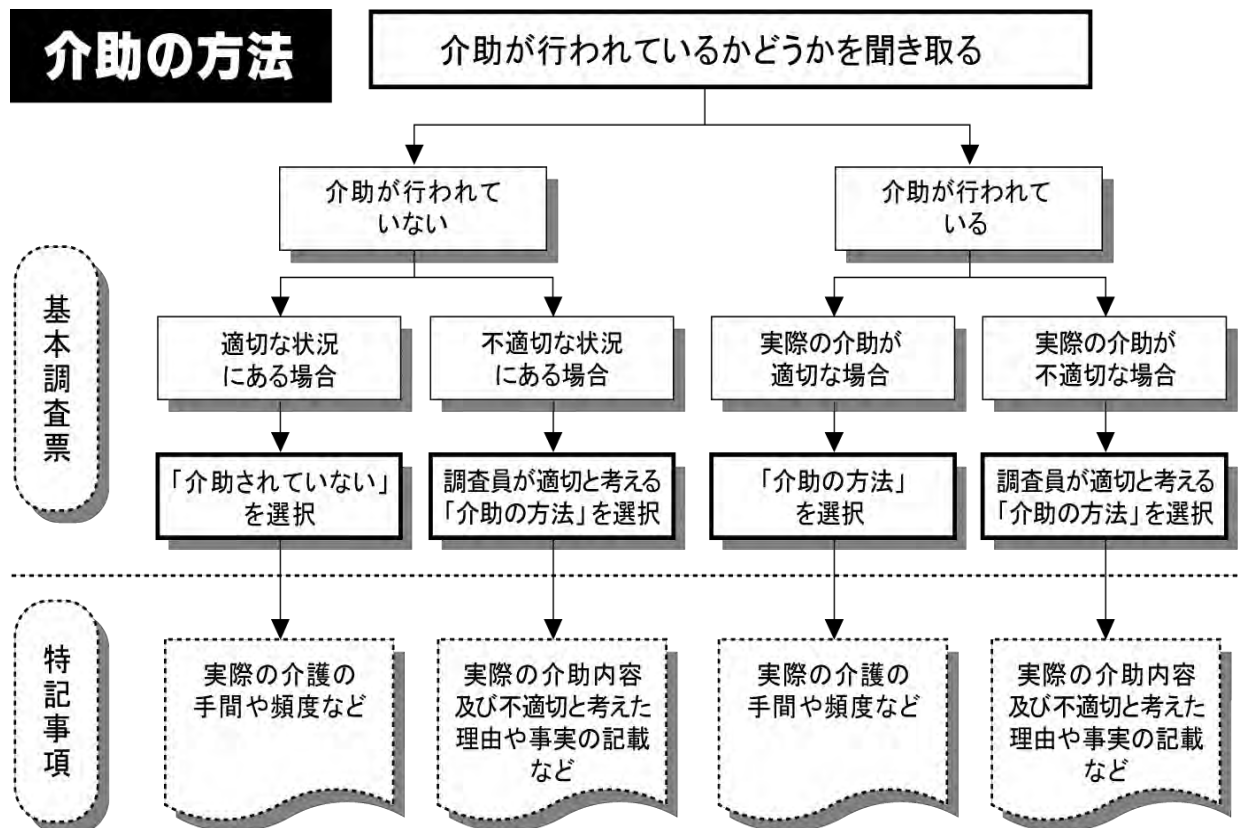 介助の方法
介助が行われているかどうかを聞き取る
介助が行われて
いない
介助が行われて
いる
基本調査票
適切な状況
にある場合
不適切な状況
にある場合
実際の介助が
適切な場合
実際の介助が
不適切な場合
「介助されていない」
を選択
調査員が適切と考える
「介助の方法」を選択
「介助の方法」
を選択
調査員が適切と考える
「介助の方法」を選択
特記事項
実際の介護の
手間や頻度など
実際の介助内容
及び不適切と考えた
理由や事実の記載
など
実際の介護の
手間や頻度など
実際の介助内容
及び不適切と考えた
理由や事実の記載
など